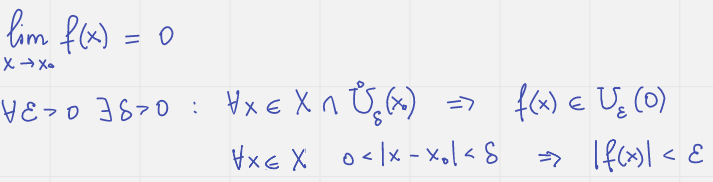 lim f(x) = 0
x → x₀
∀ε > 0 ∃δ > 0 : ∀x ∈ X ∩ Ů_δ(x₀) ⇒ f(x) ∈ U_ε(0)
∀x ∈ X 0 < |x - x₀| < δ ⇒ |f(x)| < ε